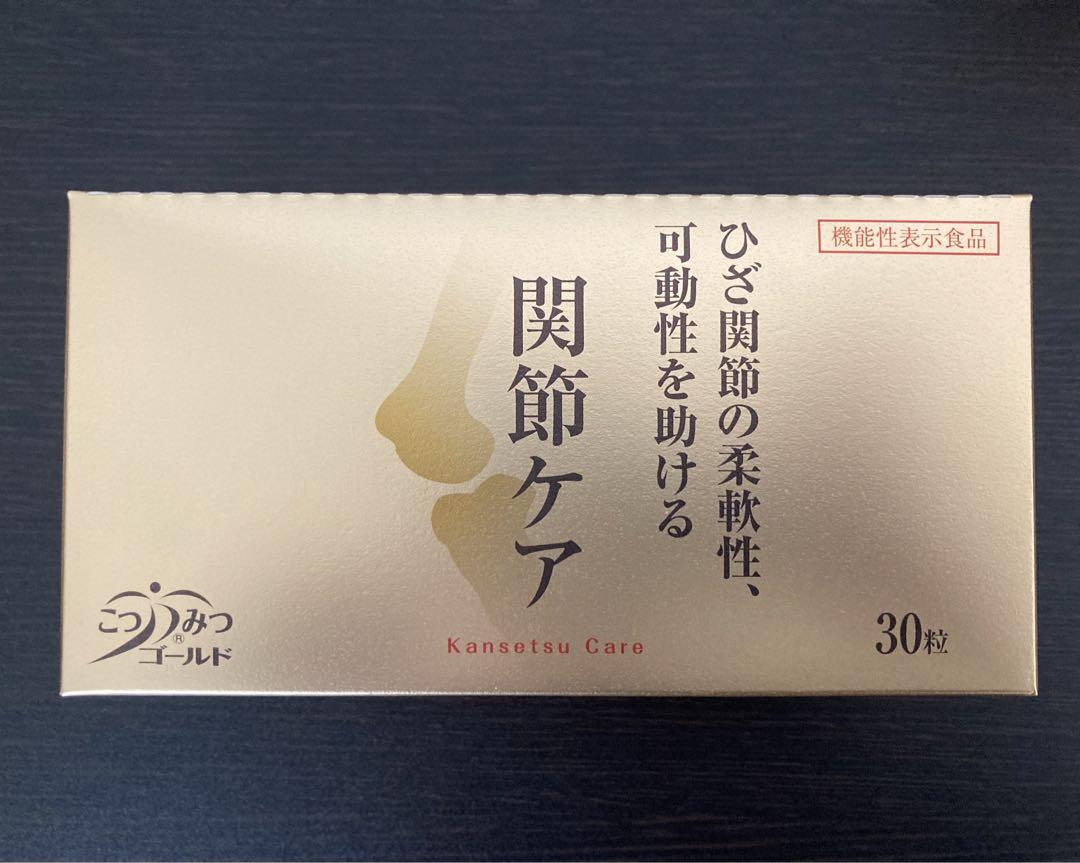 機能性表示食品
ひざ関節の柔軟性、
可動性を助ける
関節ケア
Kansetsu Care
こつみつ®
ゴールド
30粒